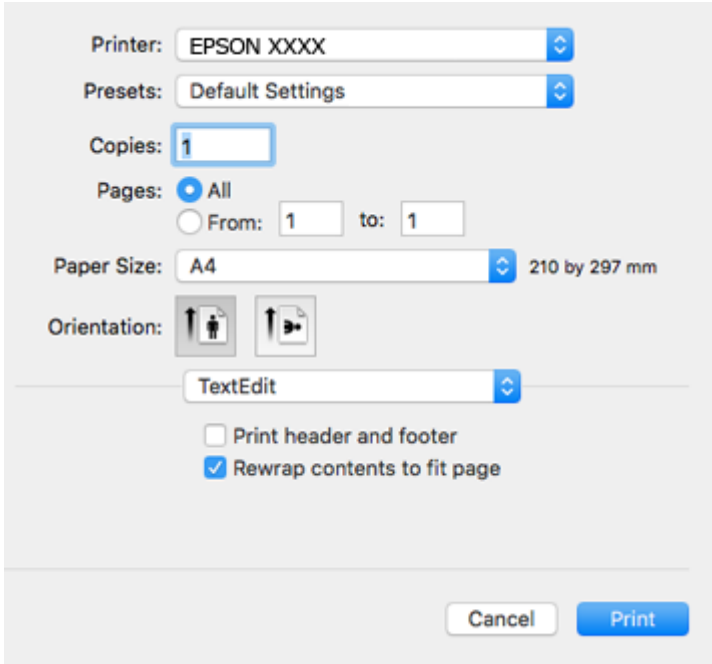 Printer: EPSON XXXX
Presets: Default Settings
Copies: 1
Pages: All
From: 1 to: 1
Paper Size: A4 210 by 297 mm
Orientation:
TextEdit
Print header and footer
Rewrap contents to fit page
Cancel Print